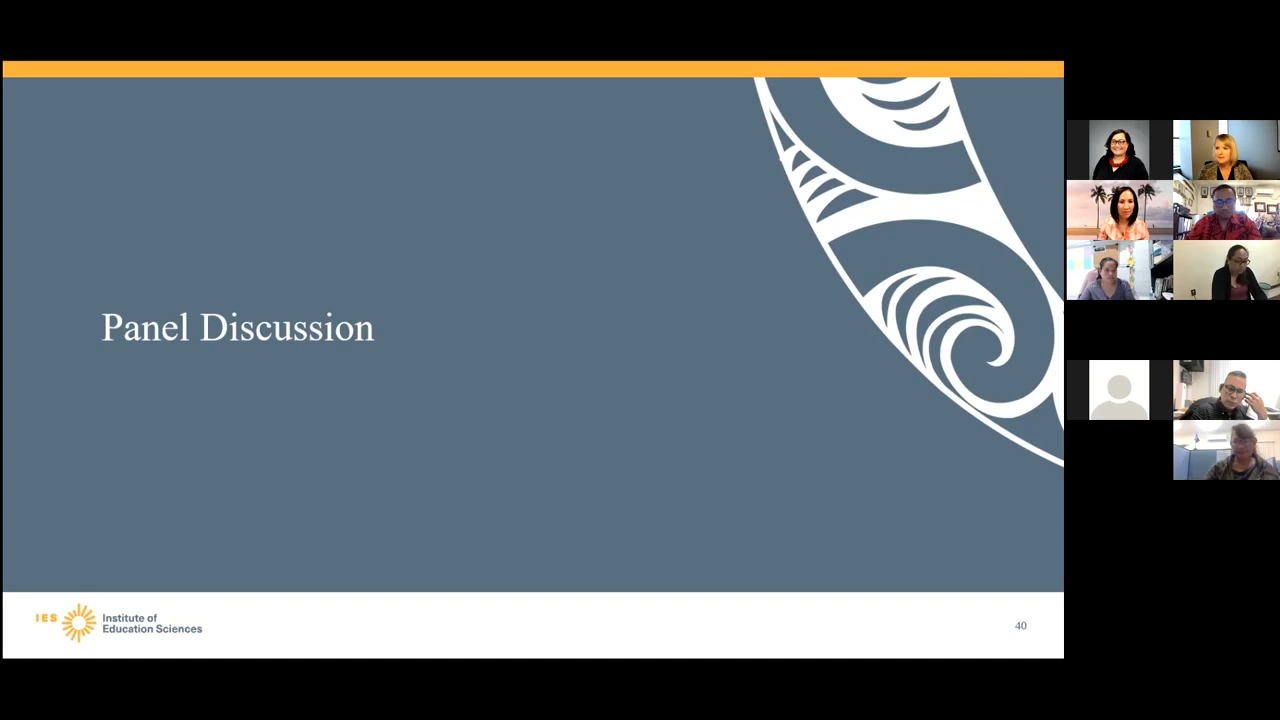 Panel Discussion
IES
Institute of
Education Sciences
40